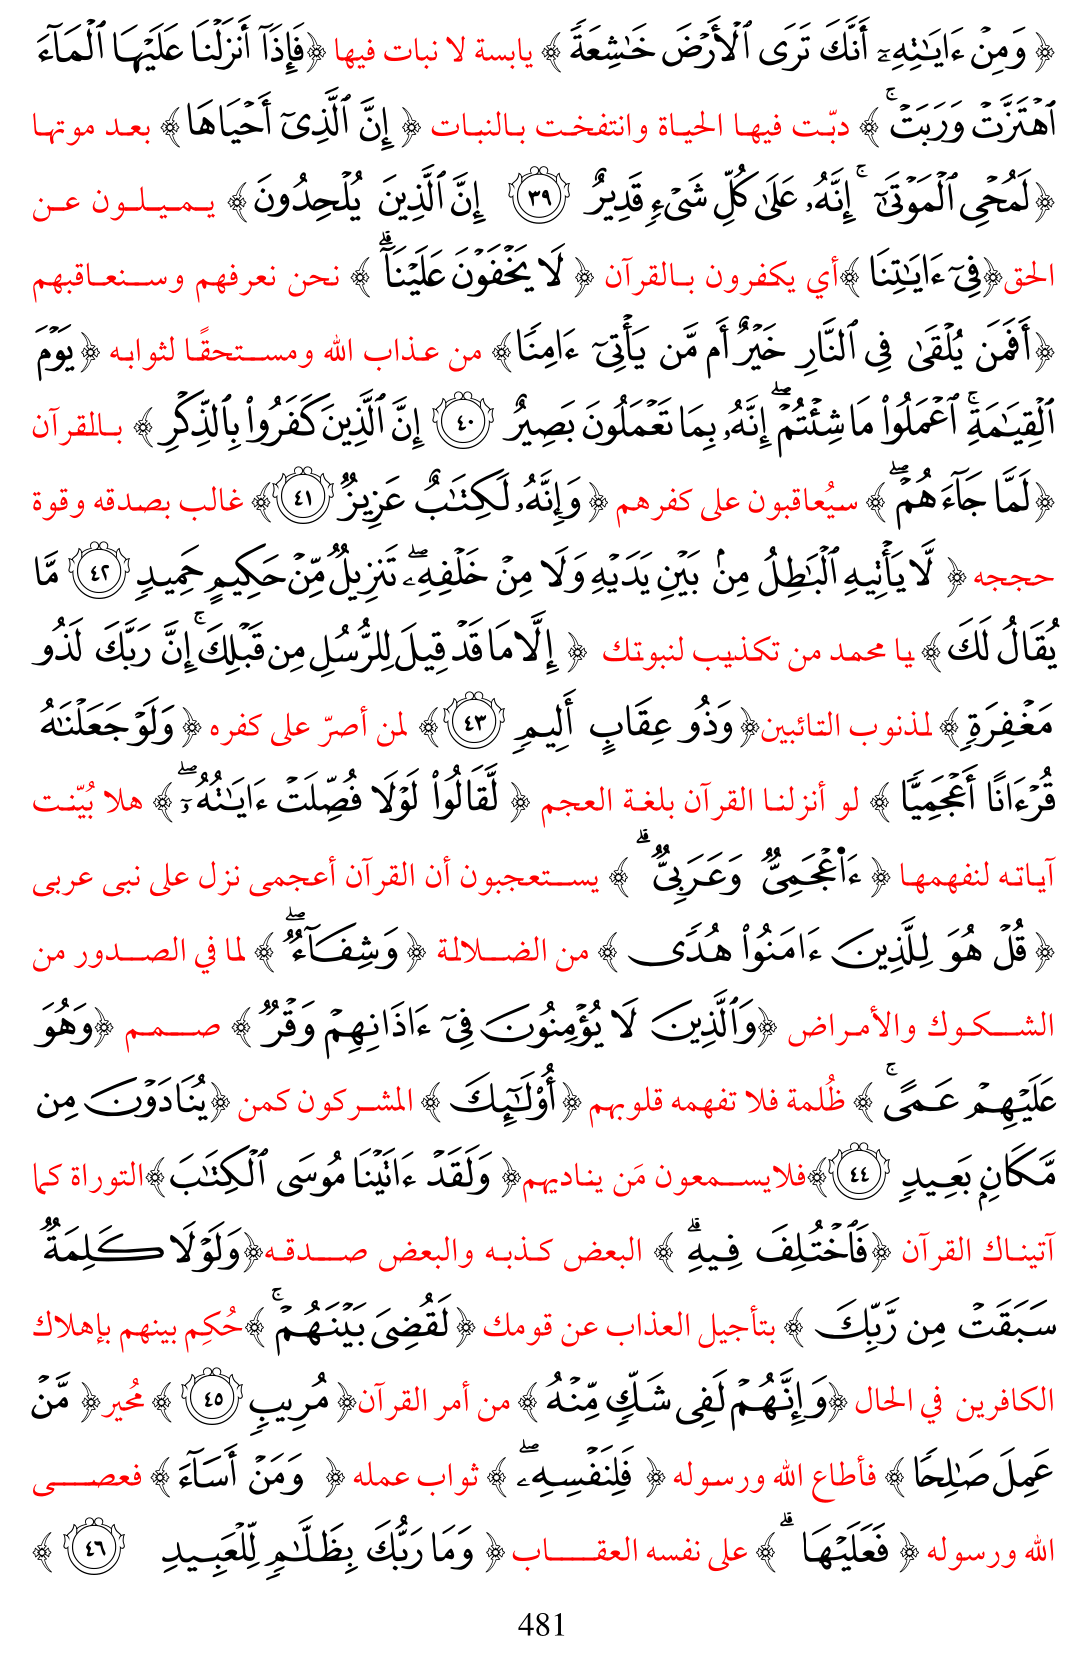 ﴿ وَمِنْ ءَايَـٰتِهِۦٓ أَنَّكَ تَرَى ٱلْأَرْضَ خَـٰشِعَةً ﴾ يابسة لا نبات فيها ﴿فَإِذَآ أَنزَلْنَا عَلَيْهَا ٱلْمَآءَ
ٱهْتَزَّتْ وَرَبَتْ ۚ ﴾ دبّت فيها الحياة وانتفخت بالنبات ﴿ إِنَّ ٱلَّذِىٓ أَحْيَاهَا﴾ بعد موتها
﴿لَمُحْىِ ٱلْمَوْتَىٰٓ ۚ إِنَّهُۥ عَلَىٰ كُلِّ شَىْءٍ قَدِيرٌ ٣٩ إِنَّ ٱلَّذِينَ يُلْحِدُونَ﴾ يميلون عن
الحق﴿فِىٓ ءَايَـٰتِنَا ﴾أي يكفرون بالقرآن ﴿ لَا يَخْفَوْنَ عَلَيْنَآ ۗ ﴾ نحن نعرفهم وسنعاقبهم
﴿أَفَمَن يُلْقَىٰ فِى ٱلنَّارِ خَيْرٌ أَم مَّن يَأْتِىٓ ءَامِنًا﴾ من عذاب الله ومستحقًا لثوابه ﴿يَوْمَ
ٱلْقِيَـٰمَةِ ۚ ٱعْمَلُوا۟ مَا شِئْتُمْ ۖ إِنَّهُۥ بِمَا تَعْمَلُونَ بَصِيرٌ ٤٠ إِنَّ ٱلَّذِينَ كَفَرُوا۟ بِٱلذِّكْرِ ﴾ بالقرآن
﴿لَمَّا جَآءَهُمْ ۖ ﴾ سيُعاقبون على كفرهم ﴿وَإِنَّهُۥ لَكِتَـٰبٌ عَزِيزٌ ٤١﴾ غالب بصدقه وقوة
حججه ﴿ لَّا يَأْتِيهِ ٱلْبَـٰطِلُ مِنۢ بَيْنِ يَدَيْهِ وَلَا مِنْ خَلْفِهِۦ ۖ تَنزِيلٌ مِّنْ حَكِيمٍ حَمِيدٍ ٤٢ مَّا
يُقَالُ لَكَ ﴾يا محمد من تكذيب لنبوتك ﴿ إِلَّا مَا قَدْ قِيلَ لِلرُّسُلِ مِن قَبْلِكَ ۚ إِنَّ رَبَّكَ لَذُو
مَغْفِرَةٍ﴾ لمذنوب التائبين﴿وَذُو عِقَابٍ أَلِيمٍ ٤٣﴾ لمن أصرّ على كفره ﴿وَلَوْ جَعَلْنَـٰهُ
قُرْءَانًا أَعْجَمِيًّا ﴾ لو أنزلنا القرآن بلغة العجم ﴿ لَّقَالُوا۟ لَوْلَا فُصِّلَتْ ءَايَـٰتُهُۥٓ ۖ ﴾ هلا بُيّنت
آياته لنفهمها ﴿ ءَا۬عْجَمِىٌّ وَعَرَبِىٌّ ۗ ﴾ يستعجبون أن القرآن أعجمى نزل على نبى عربى
﴿ قُلْ هُوَ لِلَّذِينَ ءَامَنُوا۟ هُدًى ﴾ من الضلالة ﴿وَشِفَآءٌ ۖ ﴾ لما في الصدور من
الشكوك والأمراض ﴿وَٱلَّذِينَ لَا يُؤْمِنُونَ فِىٓ ءَاذَانِهِمْ وَقْرٌ ﴾ صمم ﴿وَهُوَ
عَلَيْهِمْ عَمًى ۚ ﴾ ظُلمة فلا تفهمه قلوبهم ﴿أُو۟لَـٰٓئِكَ ﴾ المشركون كمن ﴿يُنَادَوْنَ مِن
مَّكَانٍۭ بَعِيدٍ ٤٤﴾فلايسمعون مَن يناديهم﴿ وَلَقَدْ ءَاتَيْنَا مُوسَى ٱلْكِتَـٰبَ﴾التوراة كما
آتيناك القرآن ﴿فَٱخْتُلِفَ فِيهِ ۗ ﴾ البعض كذبه والبعض صدقه﴿وَلَوْلَا كَلِمَةٌ
سَبَقَتْ مِن رَّبِّكَ ﴾ بتأجيل العذاب عن قومك ﴿لَقُضِىَ بَيْنَهُمْ ۚ ﴾حُكِم بينهم بإهلاك
الكافرين في الحال ﴿وَإِنَّهُمْ لَفِى شَكٍّ مِّنْهُ ﴾ من أمر القرآن﴿ مُرِيبٍ ٤٥ ﴾ مُحير﴿ مَّنْ
عَمِلَ صَـٰلِحًا ﴾ فأطاع الله ورسوله ﴿ فَلِنَفْسِهِۦ ۖ ﴾ ثواب عمله ﴿ وَمَنْ أَسَآءَ ﴾ فعصى
الله ورسوله ﴿ فَعَلَيْهَا ۗ ﴾ على نفسه العقاب ﴿ وَمَا رَبُّكَ بِظَلَّـٰمٍ لِّلْعَبِيدِ ٤٦ ﴾
481